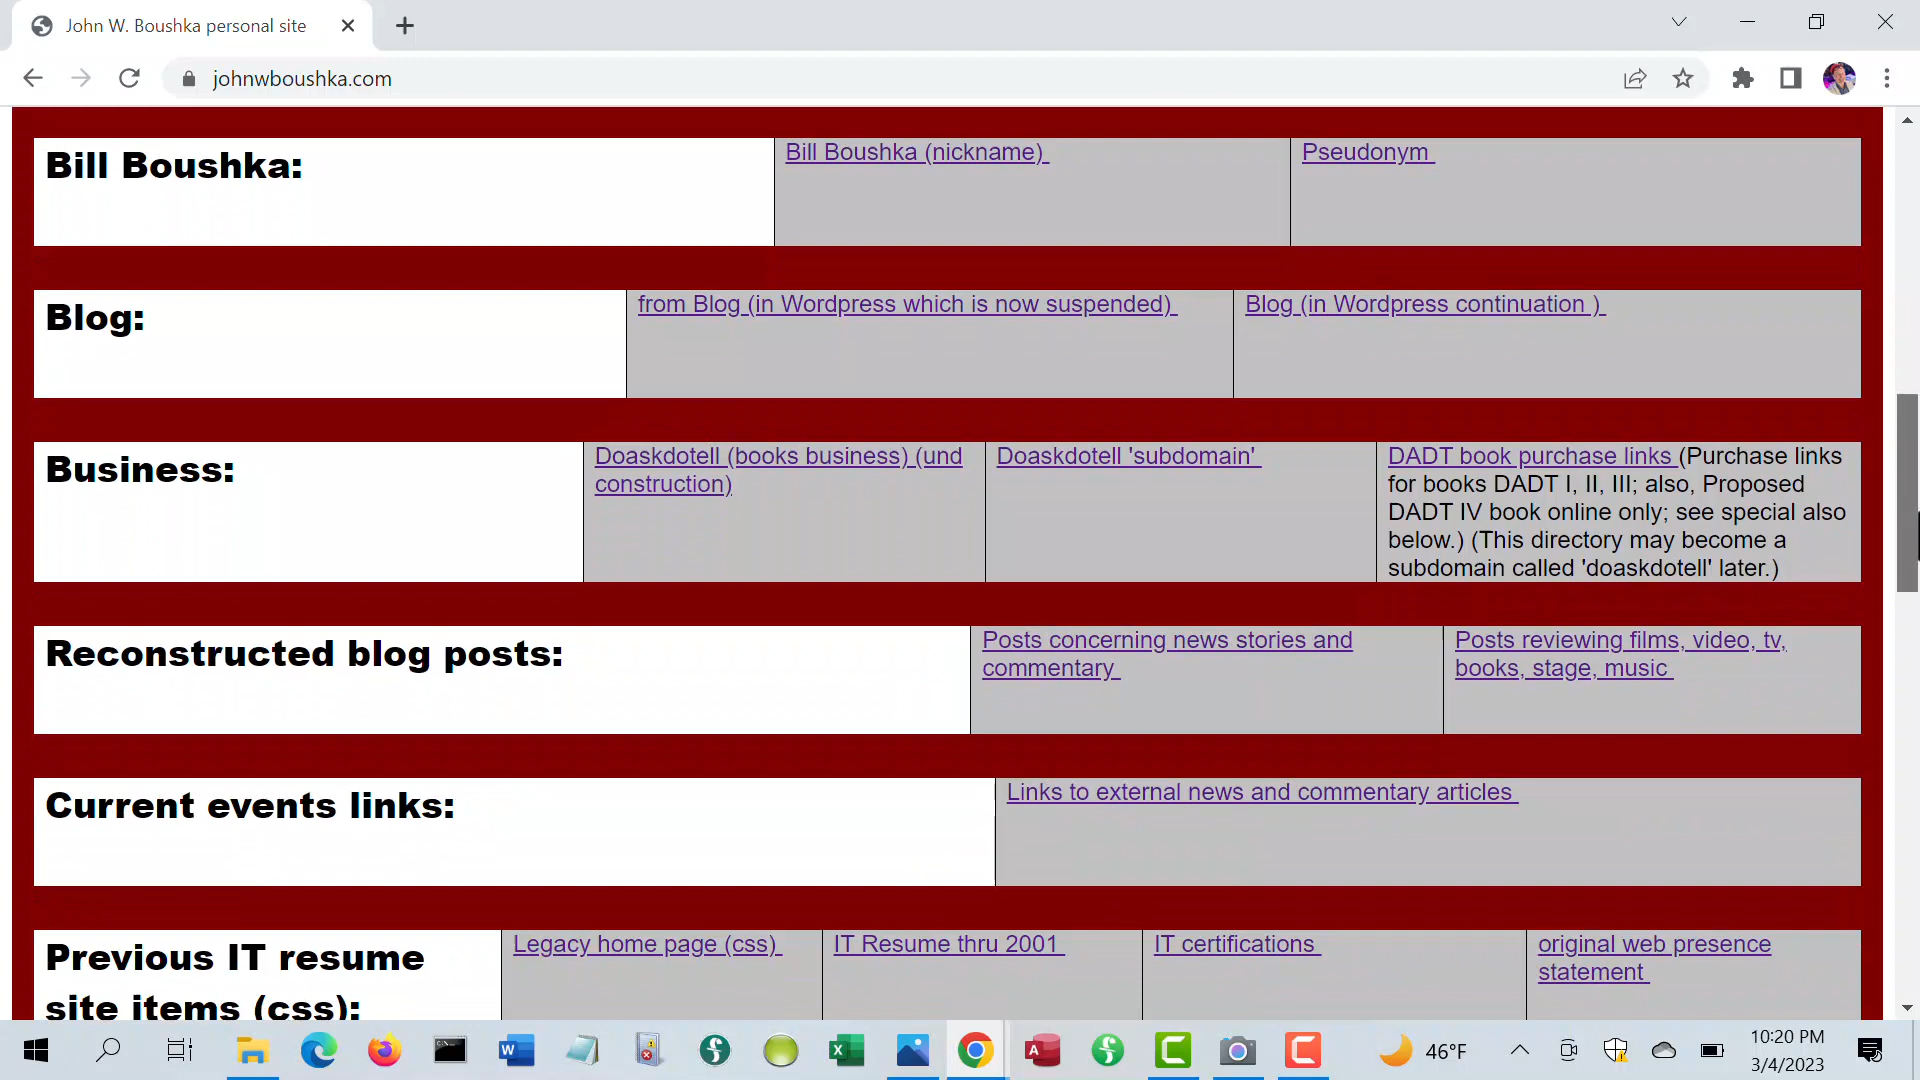 John W. Boushka personal site
johnwboushka.com
Bill Boushka:
Bill Boushka (nickname)
Pseudonym
Blog:
from Blog (in Wordpress which is now suspended)
Blog (in Wordpress continuation )
Business:
Doaskdotell (books business) (und
construction)
Doaskdotell 'subdomain'
DADT book purchase links (Purchase links
for books DADT I, II, III; also, Proposed
DADT IV book online only; see special also
below.) (This directory may become a
subdomain called 'doaskdotell' later.)
Reconstructed blog posts:
Posts concerning news stories and
commentary
Posts reviewing films, video, tv,
books, stage, music
Current events links:
Links to external news and commentary articles
Previous IT resume
site items (css):
Legacy home page (css)
IT Resume thru 2001
IT certifications
original web presence
statement
46°F
10:20 PM
3/4/2023